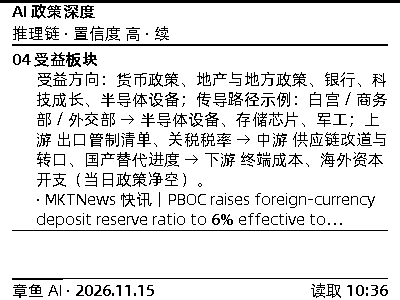 AI 政策深度
推理链 · 置信度 高 · 续
04 受益板块
受益方向：货币政策、地产与地方政策、银行、科
技成长、半导体设备；传导路径示例：白宫 / 商务
部 / 外交部 → 半导体设备、存储芯片、军工；上
游 出口管制清单、关税税率 → 中游 供应链改道与
转口、国产替代进度 → 下游 终端成本、海外资本
开支（当日政策净空）。
· MKTNews 快讯｜PBOC raises foreign-currency
deposit reserve ratio to 6% effective to…
章鱼 AI · 2026.11.15
读取 10:36